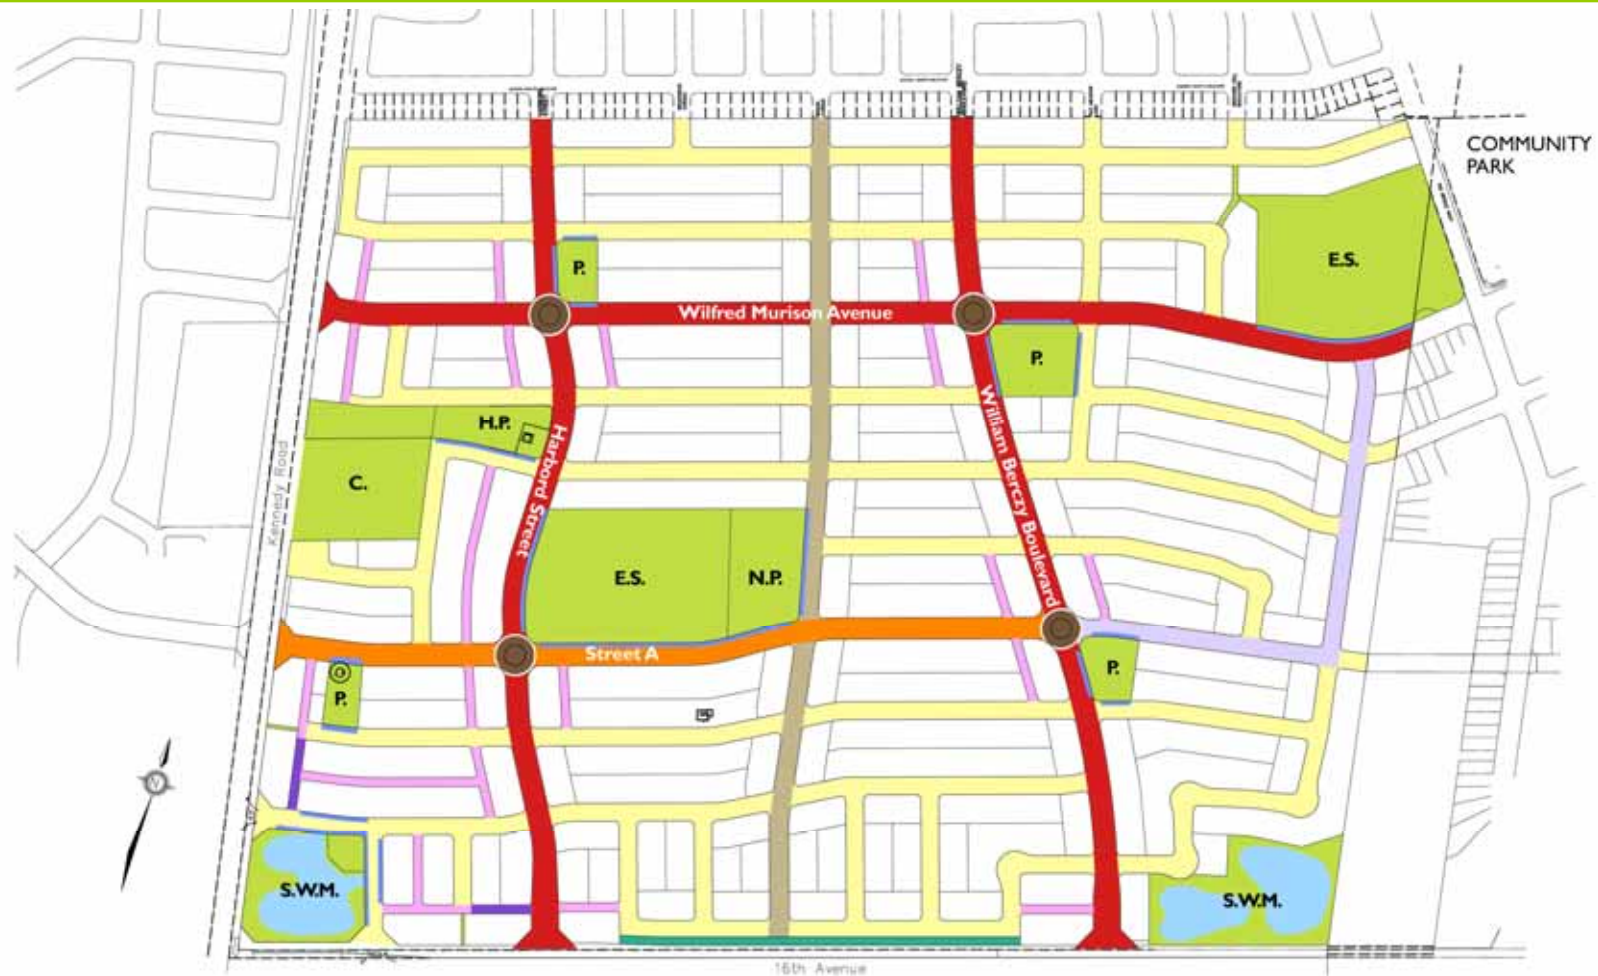 COMMUNITY
PARK
E.S.
P.
Wilfred Murison Avenue
P.
H.P.
William Berczy Boulevard
Harbord Street
Kennedy Road
C.
E.S.
N.P.
Street A
P.
P.
S.W.M.
S.W.M.
16th Avenue